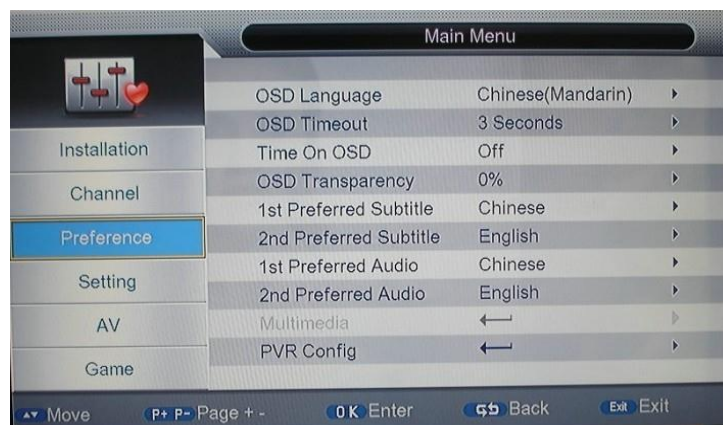 Main Menu
Installation
Channel
Preference
Setting
AV
Game
OSD Language Chinese(Mandarin)
OSD Timeout 3 Seconds
Time On OSD Off
OSD Transparency 0%
1st Preferred Subtitle Chinese
2nd Preferred Subtitle English
1st Preferred Audio Chinese
2nd Preferred Audio English
Multimedia
PVR Config
Move P+ P- Page + - OK Enter Back Exit Exit